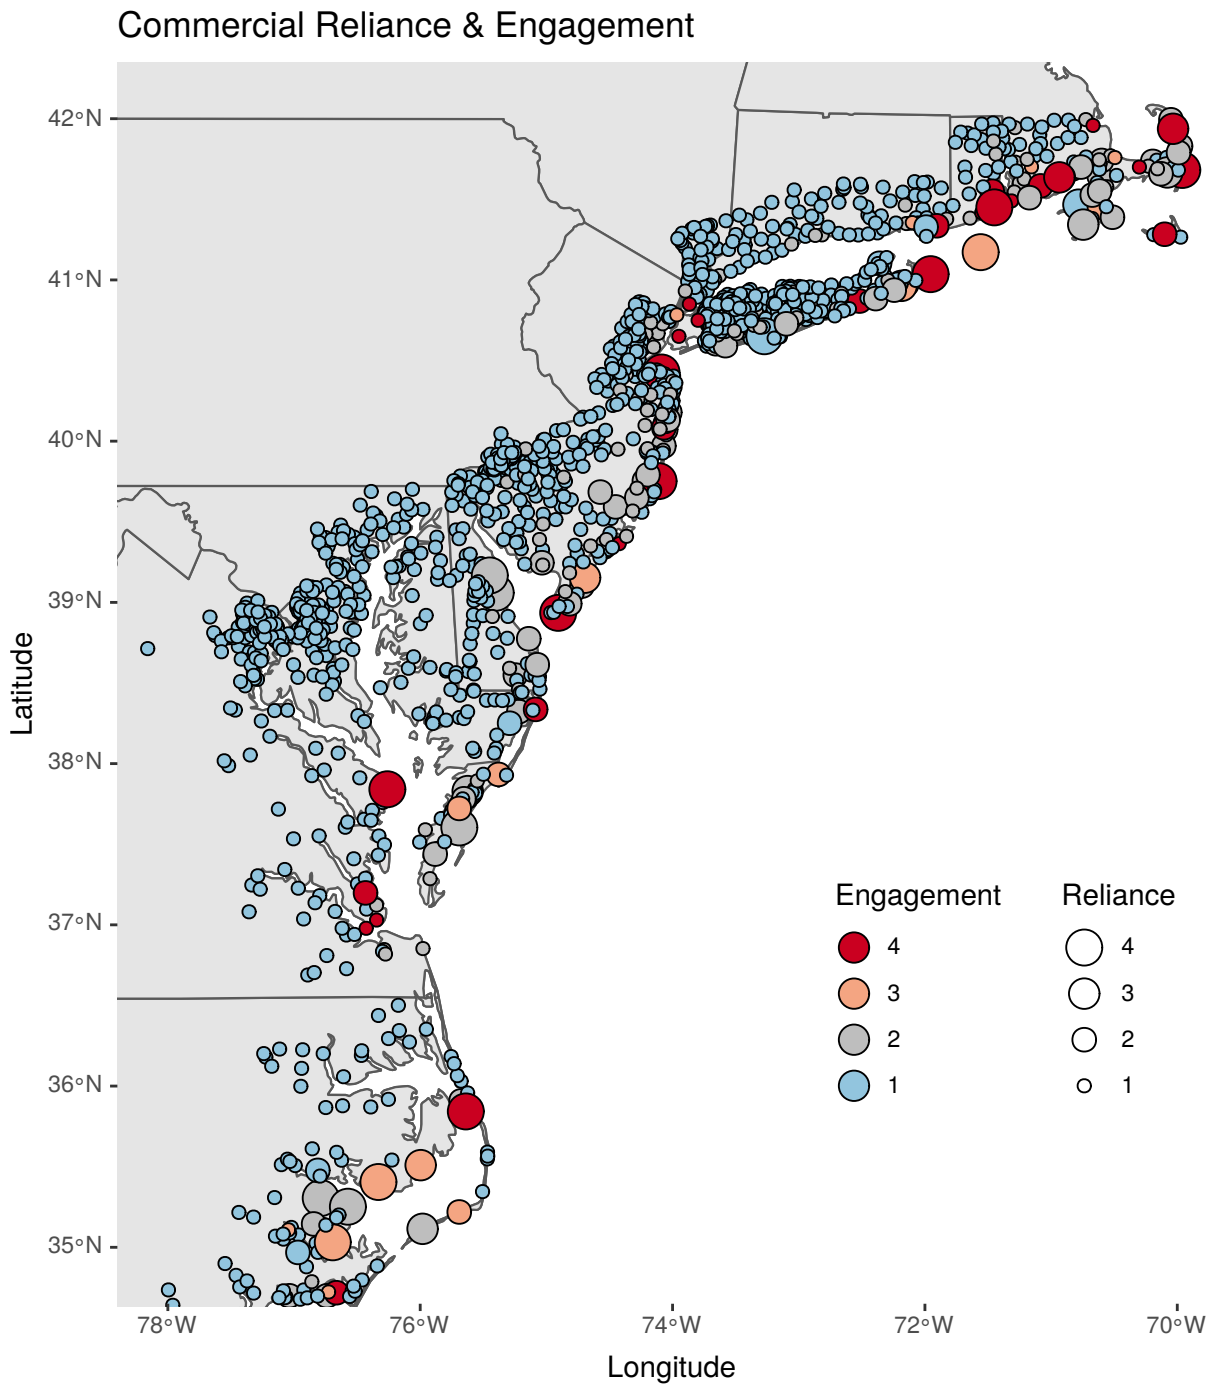 Commercial Reliance & Engagement
42°N
41°N
40°N
39°N
38°N
37°N
36°N
35°N
Latitude
78°W
76°W
74°W
72°W
70°W
Longitude
Engagement
4
3
2
1
Reliance
4
3
2
1